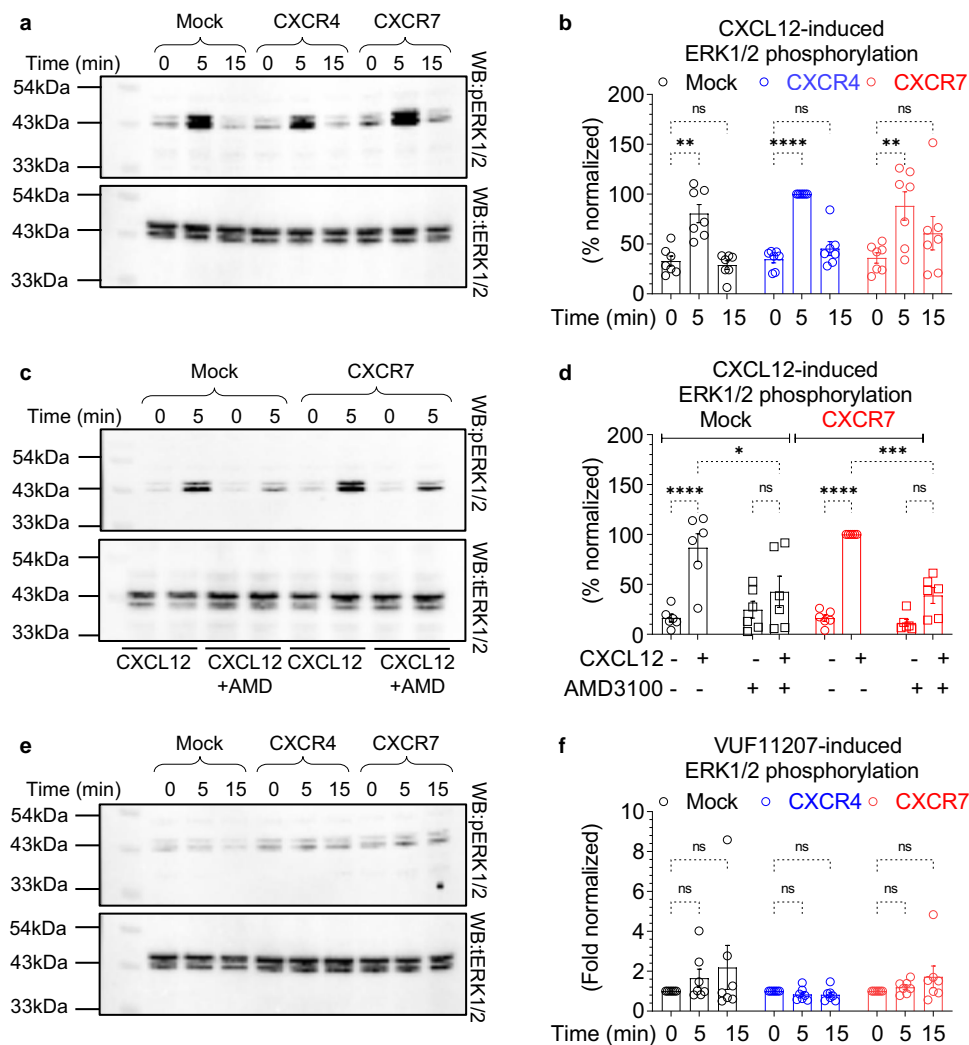 a
Mock CXCR4 CXCR7
Time (min) 0 5 15 0 5 15 0 5 15
54kDa
43kDa
33kDa
WB:pERK1/2
54kDa
43kDa
33kDa
WB:tERK1/2
b
CXCL12-induced
ERK1/2 phosphorylation
Mock CXCR4 CXCR7
(% normalized)
200
150
100
50
0
ns ns ns
** **** **
0 5 15 0 5 15 0 5 15
Time (min)
c
Mock CXCR7
Time (min) 0 5 0 5 0 5 0 5
54kDa
43kDa
33kDa
WB:pERK1/2
54kDa
43kDa
33kDa
WB:tERK1/2
CXCL12 CXCL12 CXCL12 CXCL12
+AMD +AMD
d
CXCL12-induced
ERK1/2 phosphorylation
Mock CXCR7
(% normalized)
200
150
100
50
0
* ***
**** ns **** ns
CXCL12 - + - + - + - +
AMD3100 - - + + - - + +
e
Mock CXCR4 CXCR7
Time (min) 0 5 15 0 5 15 0 5 15
54kDa
43kDa
33kDa
WB:pERK1/2
54kDa
43kDa
33kDa
WB:tERK1/2
f
VUF11207-induced
ERK1/2 phosphorylation
Mock CXCR4 CXCR7
(Fold normalized)
10
8
6
4
2
0
ns ns ns
ns ns ns
0 5 15 0 5 15 0 5 15
Time (min)